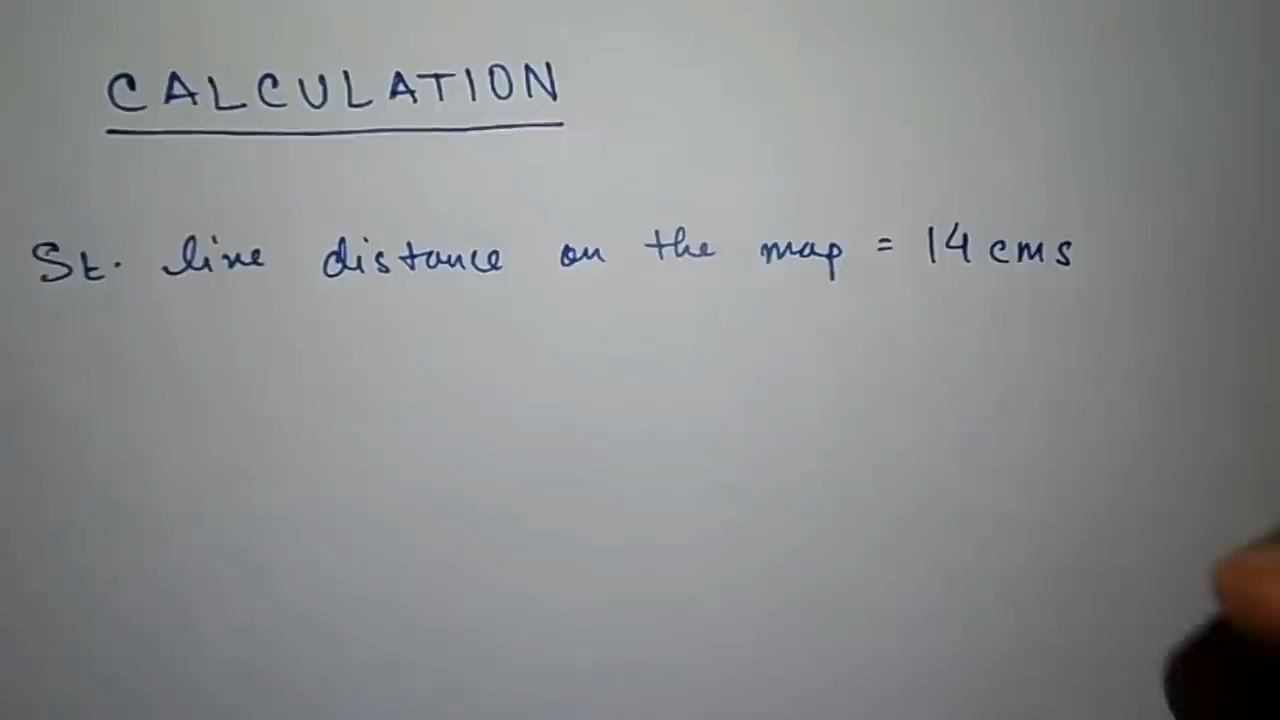 CALCULATION
St. line distance on the map = 14 cms